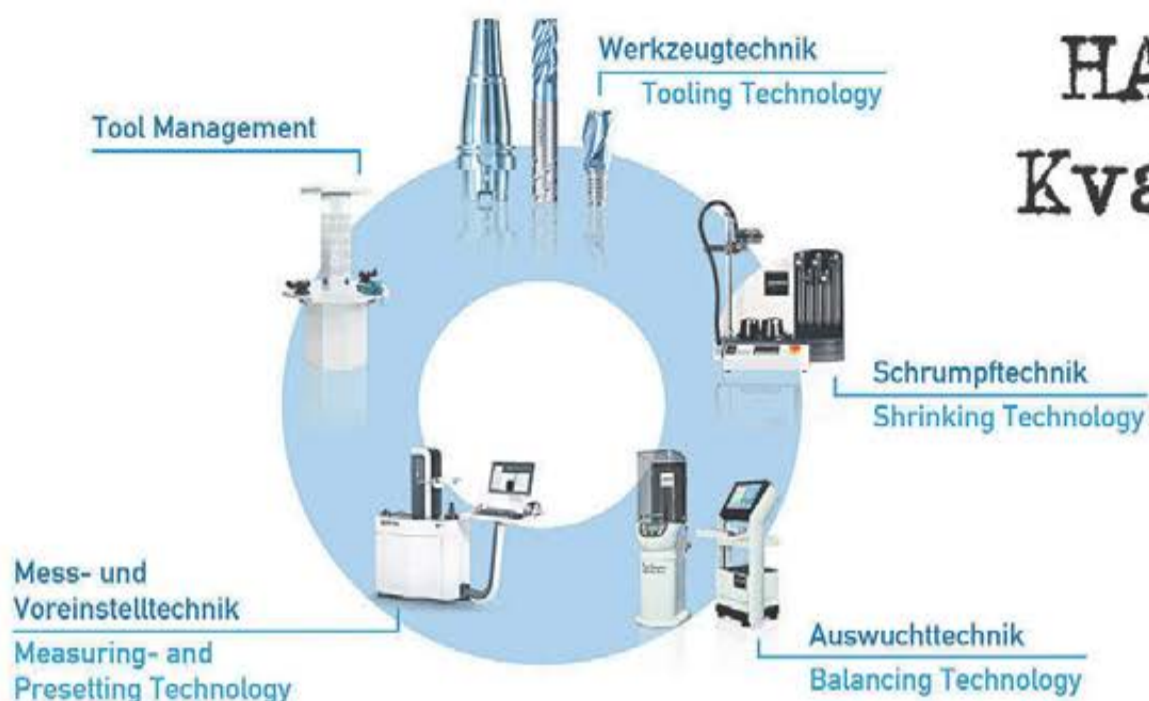 Werkzeugtechnik
Tooling Technology
Tool Management
Schrumpftechnik
Shrinking Technology
Mess- und
Voreinstelltechnik
Measuring- and
Presetting Technology
Auswuchttechnik
Balancing Technology